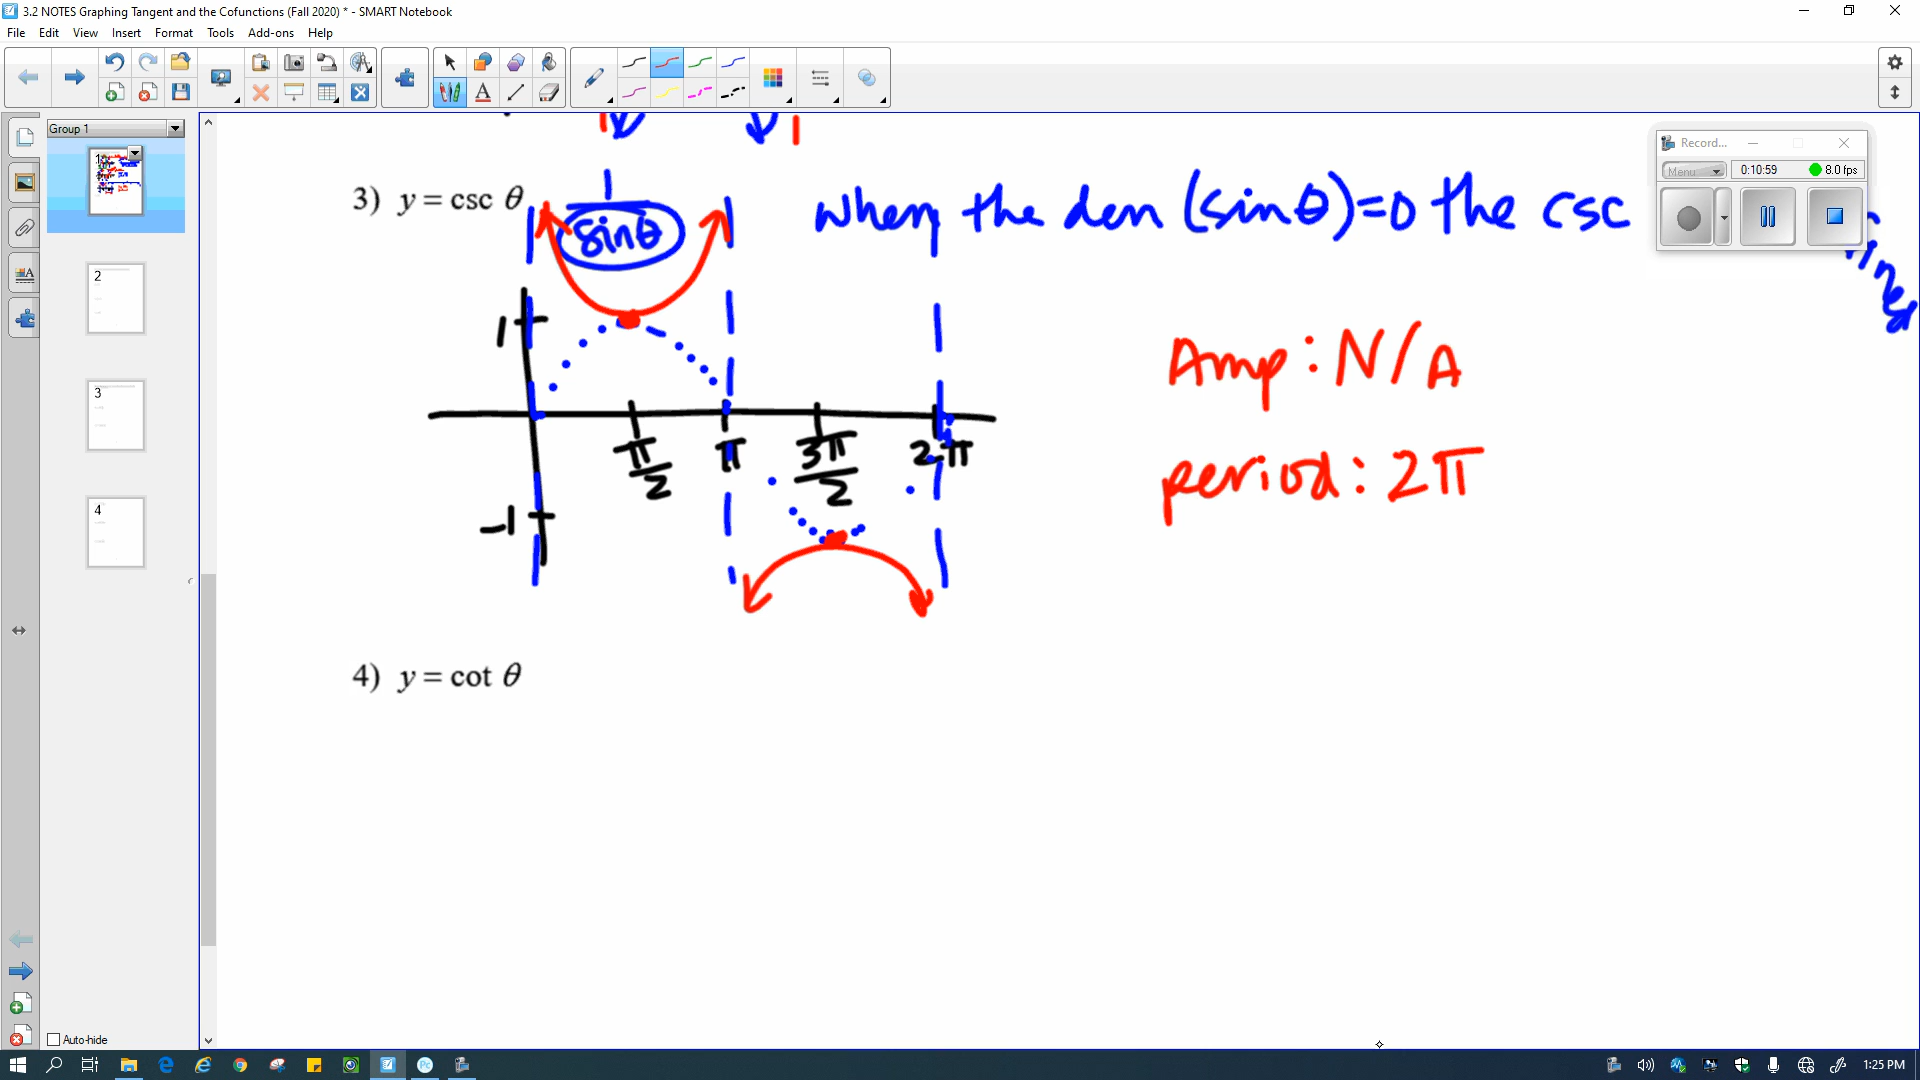 3.2 NOTES Graphing Tangent and the Cofunctions (Fall 2020) * - SMART Notebook
File Edit View Insert Format Tools Add-ons Help
Group 1
1
2
3
4
Auto-hide
Record...
Menu 0:10:59 8.0 fps
3) y = csc θ
1
sinθ
when the den (sinθ)=0 the csc
1
-1
π/2 π 3π/2 2π
Amp: N/A
period: 2π
4) y = cot θ
1:25 PM